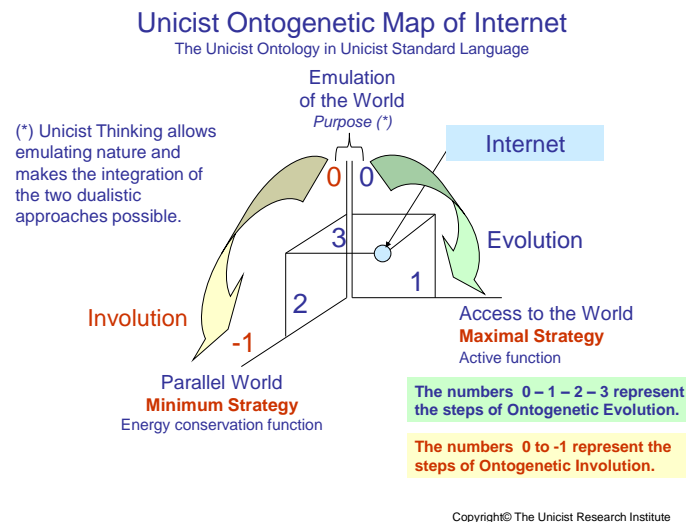 Unicist Ontogenetic Map of Internet
The Unicist Ontology in Unicist Standard Language
Emulation
of the World
Purpose (*)
(*) Unicist Thinking allows
emulating nature and
makes the integration of
the two dualistic
approaches possible.
Internet
0 0
3
Evolution
1
2
Involution
-1
Access to the World
Maximal Strategy
Active function
Parallel World
Minimum Strategy
Energy conservation function
The numbers 0 – 1 – 2 – 3 represent
the steps of Ontogenetic Evolution.
The numbers 0 to -1 represent the
steps of Ontogenetic Involution.
Copyright© The Unicist Research Institute